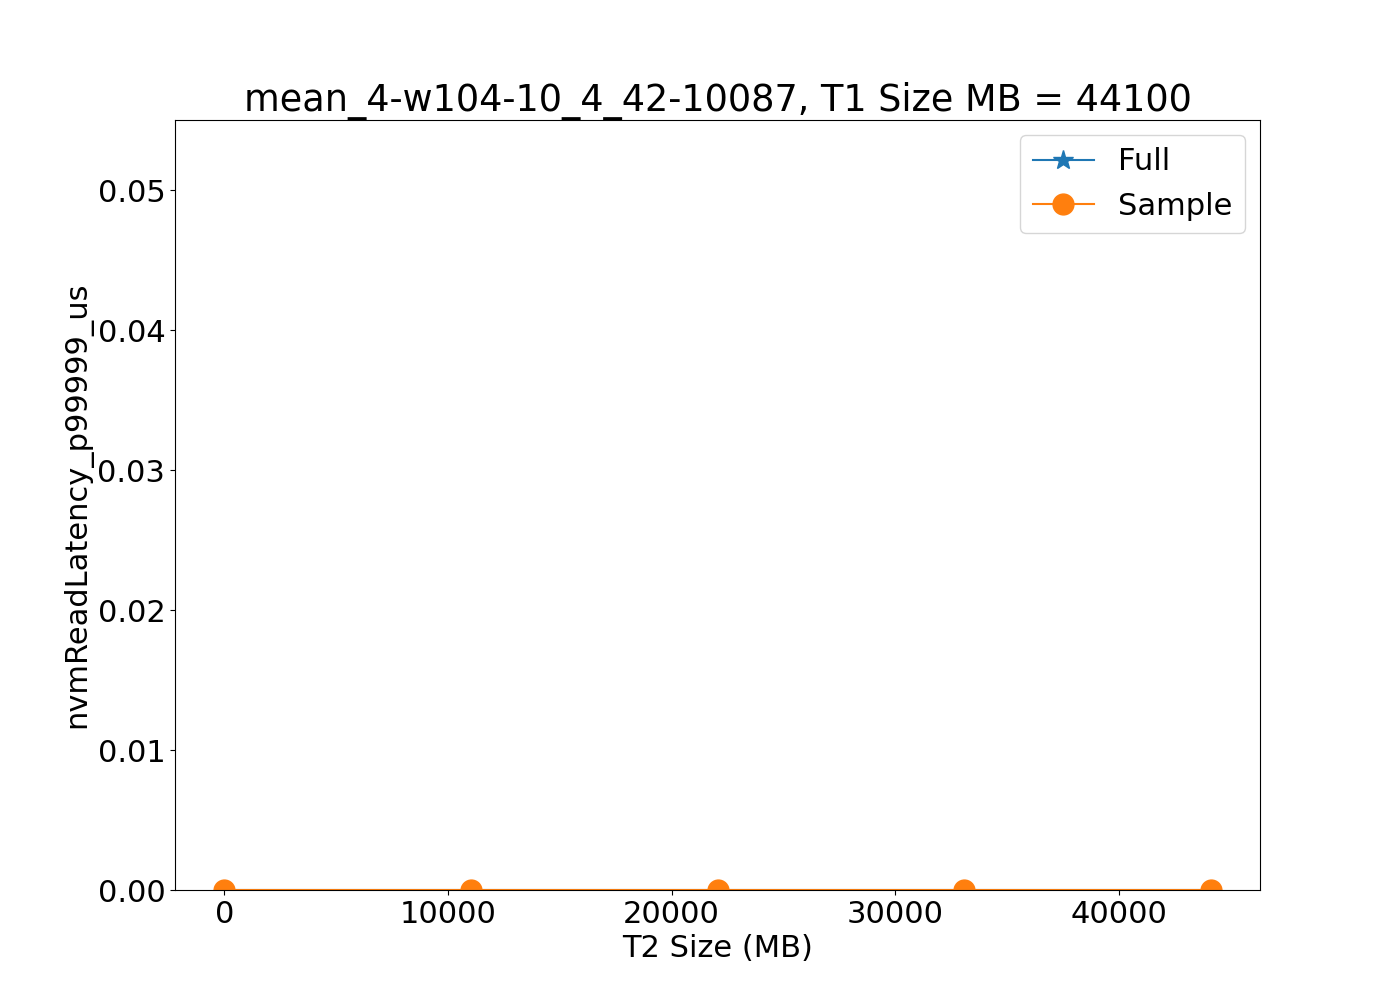 mean_4-w104-10_4_42-10087, T1 Size MB = 44100
Full
Sample
nvmReadLatency_p99999_us
0.05
0.04
0.03
0.02
0.01
0.00
0
10000
20000
30000
40000
T2 Size (MB)